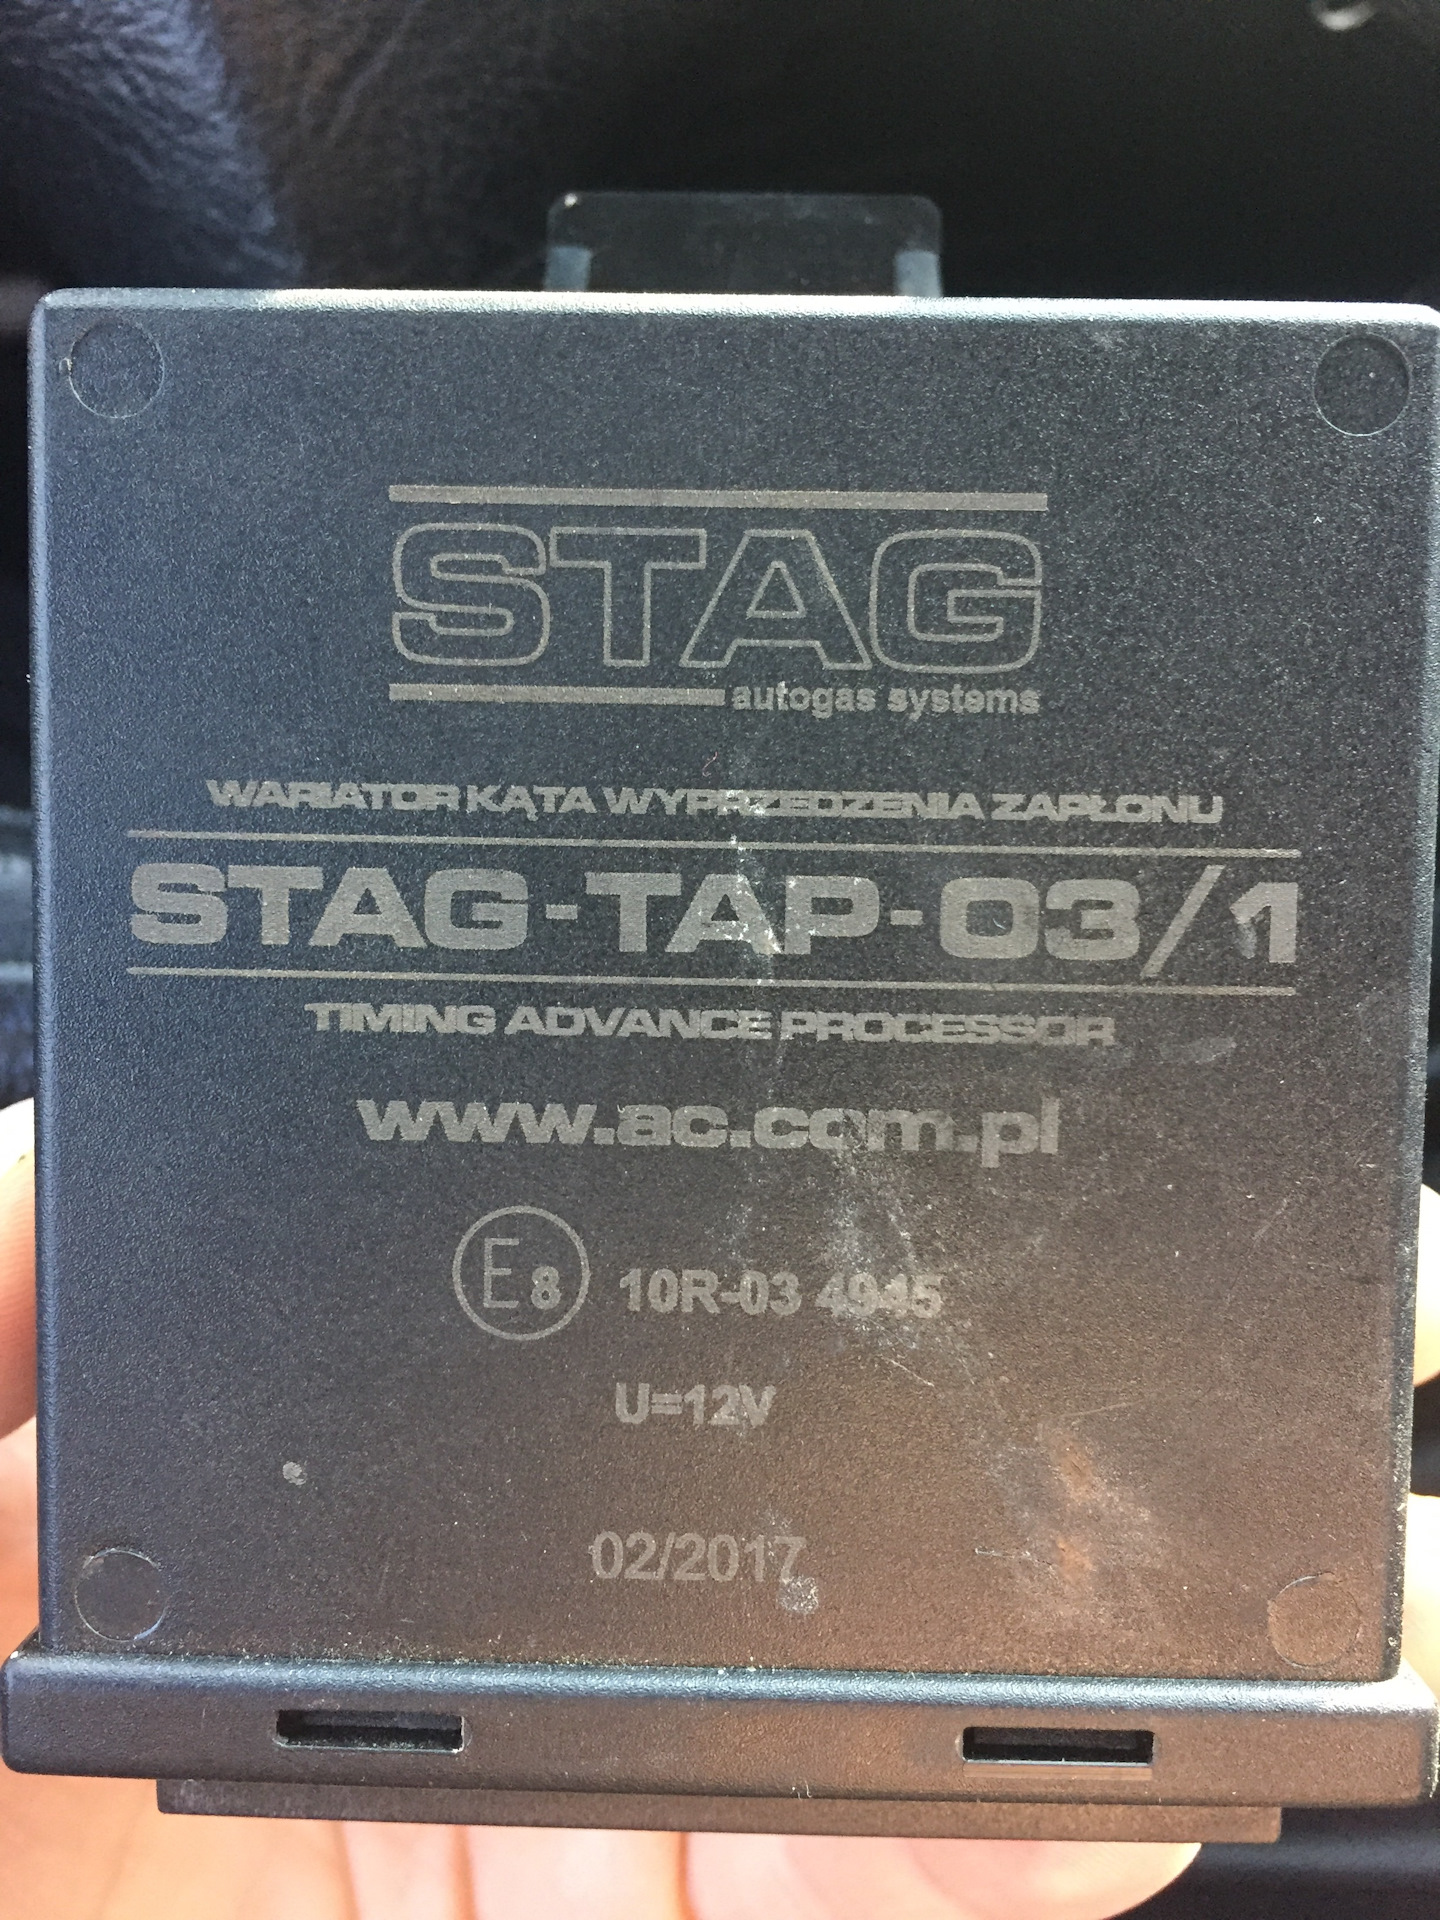 STAG
autogas systems
WARIATOR KĄTA WYPRZEDZENIA ZAPŁONU
STAG-TAP-03/1
TIMING ADVANCE PROCESSOR
www.ac.com.pl
E8 10R-03 4945
U=12V
02/2017